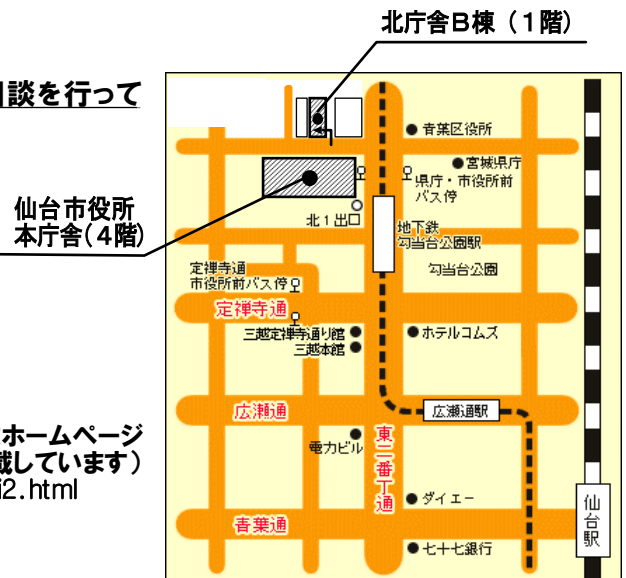 北庁舎Ｂ棟（１階）
相談を行って
青葉区役所
宮城県庁
県庁・市役所前
バス停
仙台市役所
本庁舎（４階）
北１出口
地下鉄
勾当台公園駅
定禅寺通
市役所前バス停
勾当台公園
定禅寺通
三越定禅寺通り館
三越本館
ホテルコムズ
広瀬通
広瀬通駅
ホームページ
載しています）
i2.html
電力ビル
東二番丁通
ダイエー
仙台駅
青葉通
七十七銀行